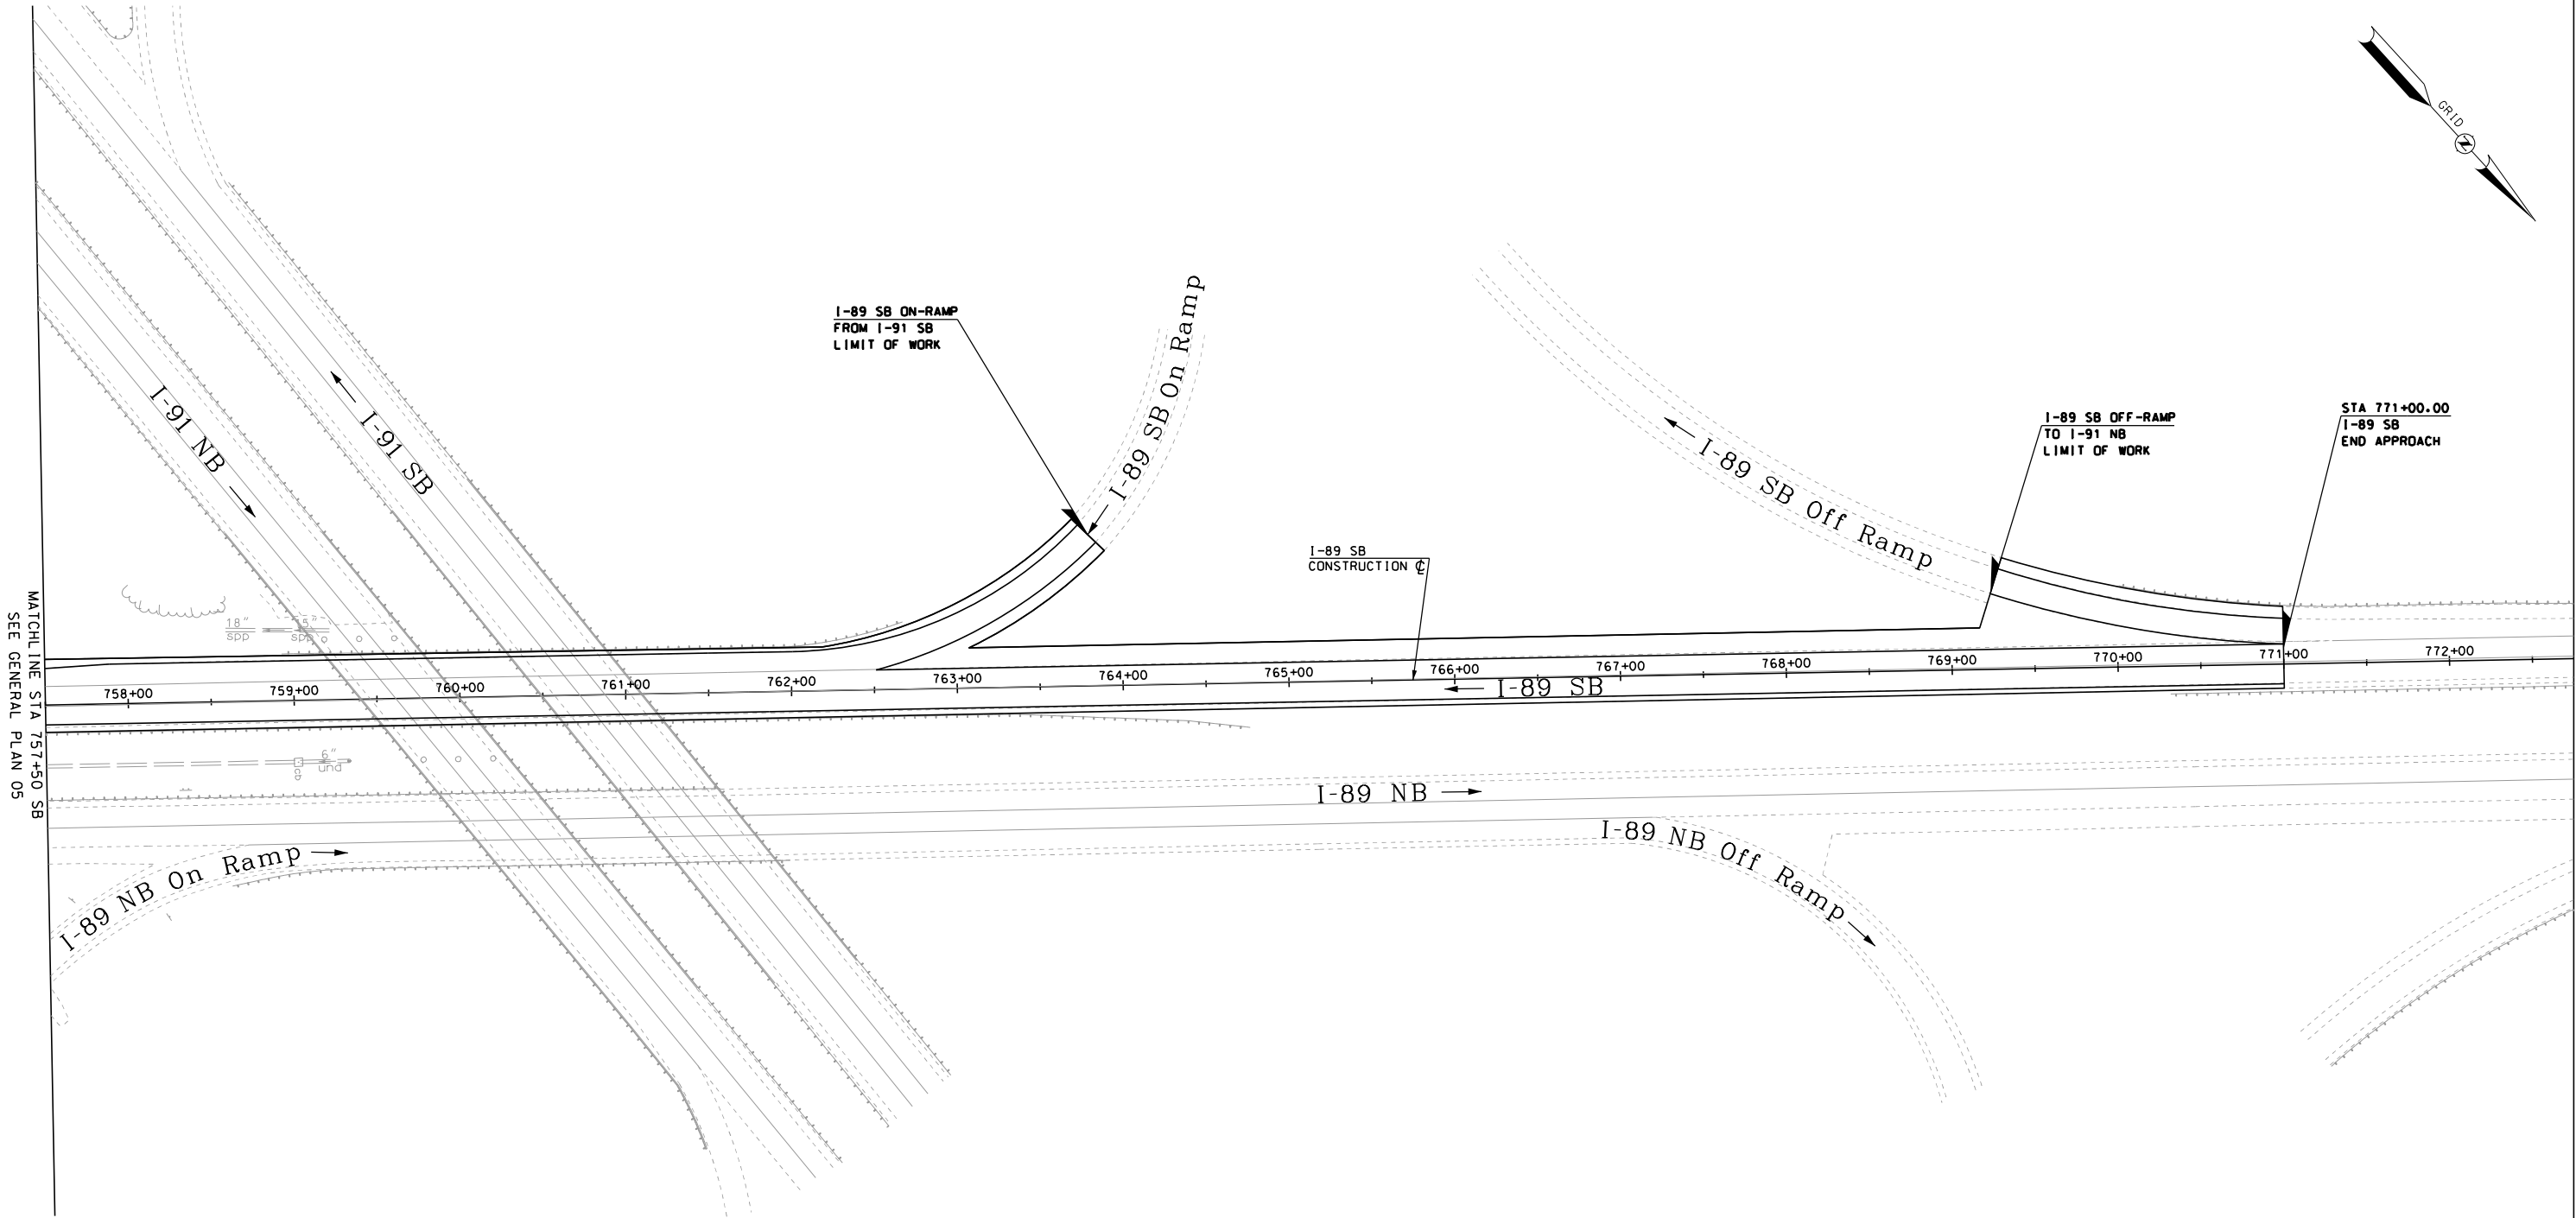 GRID
N
I-89 SB ON-RAMP
FROM I-91 SB
LIMIT OF WORK
I-89 SB On Ramp
I-89 SB OFF-RAMP
TO I-91 NB
LIMIT OF WORK
STA 771+00.00
I-89 SB
END APPROACH
I-91 NB
I-91 SB
I-89 SB Off Ramp
I-89 SB
CONSTRUCTION ℄
MATCHLINE STA 757+50 SB
SEE GENERAL PLAN 05
18"
spp
15"
spp
758+00
759+00
760+00
761+00
762+00
763+00
764+00
765+00
766+00
767+00
768+00
769+00
770+00
771+00
772+00
I-89 SB
6"
und
cb
I-89 NB
I-89 NB On Ramp
I-89 NB Off Ramp